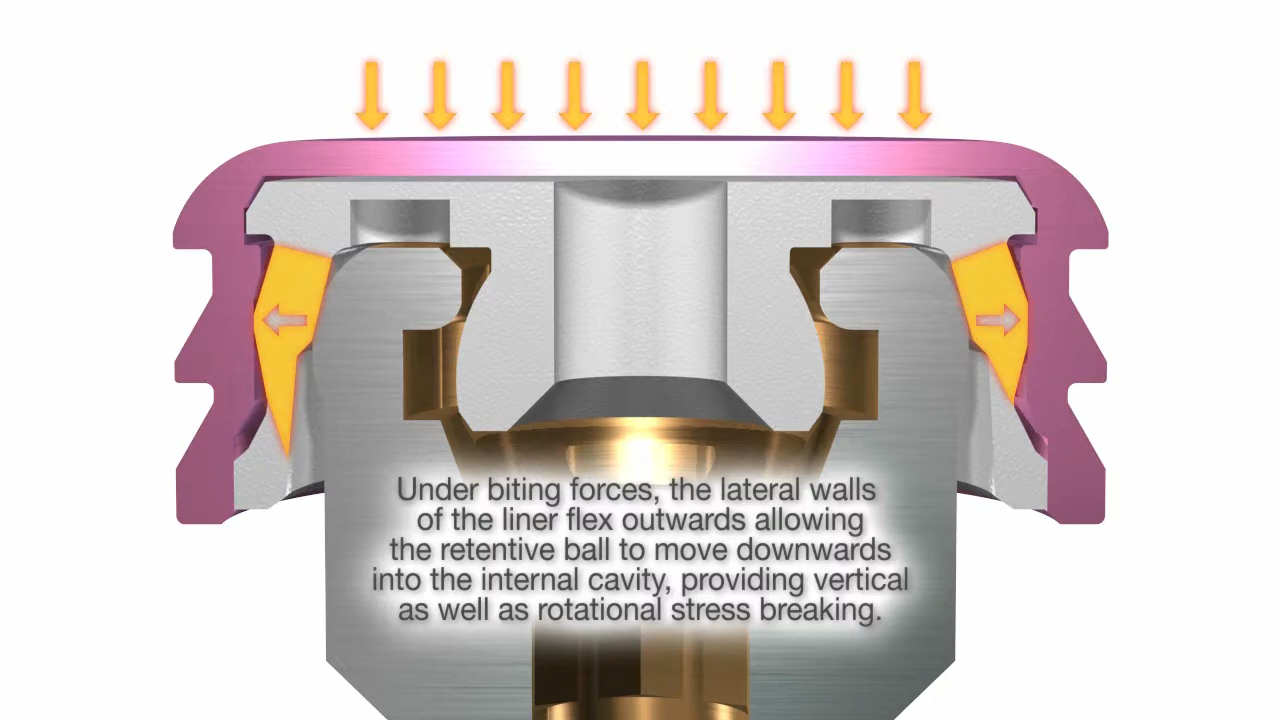 Under biting forces, the lateral walls
of the liner flex outwards allowing
the retentive ball to move downwards
into the internal cavity, providing vertical
as well as rotational stress breaking.